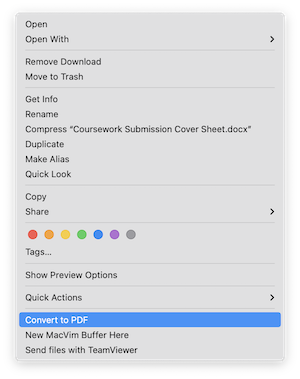 Open
Open With
Remove Download
Move to Trash
Get Info
Rename
Compress “Coursework Submission Cover Sheet.docx”
Duplicate
Make Alias
Quick Look
Copy
Share
Tags...
Show Preview Options
Quick Actions
Convert to PDF
New MacVim Buffer Here
Send files with TeamViewer